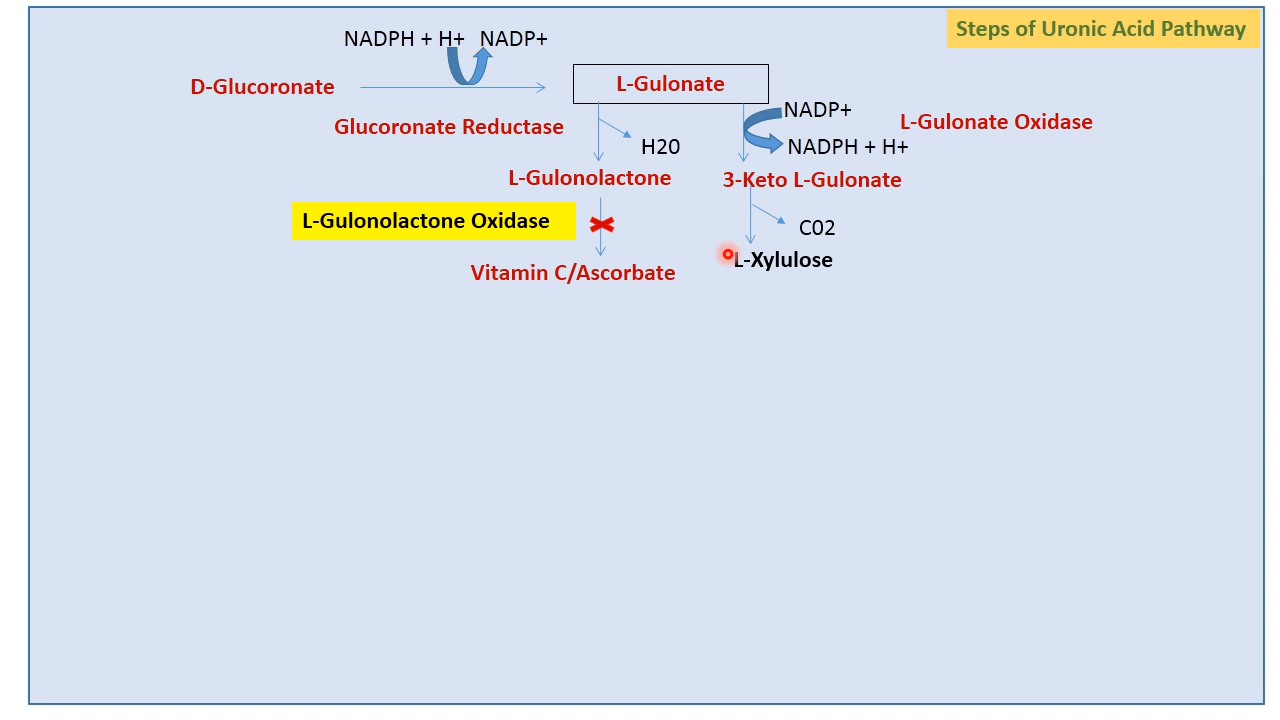 Steps of Uronic Acid Pathway
NADPH + H+ NADP+
D-Glucoronate
L-Gulonate
Glucoronate Reductase
NADP+
L-Gulonate Oxidase
H20
NADPH + H+
L-Gulonolactone
3-Keto L-Gulonate
L-Gulonolactone Oxidase
C02
L-Xylulose
Vitamin C/Ascorbate